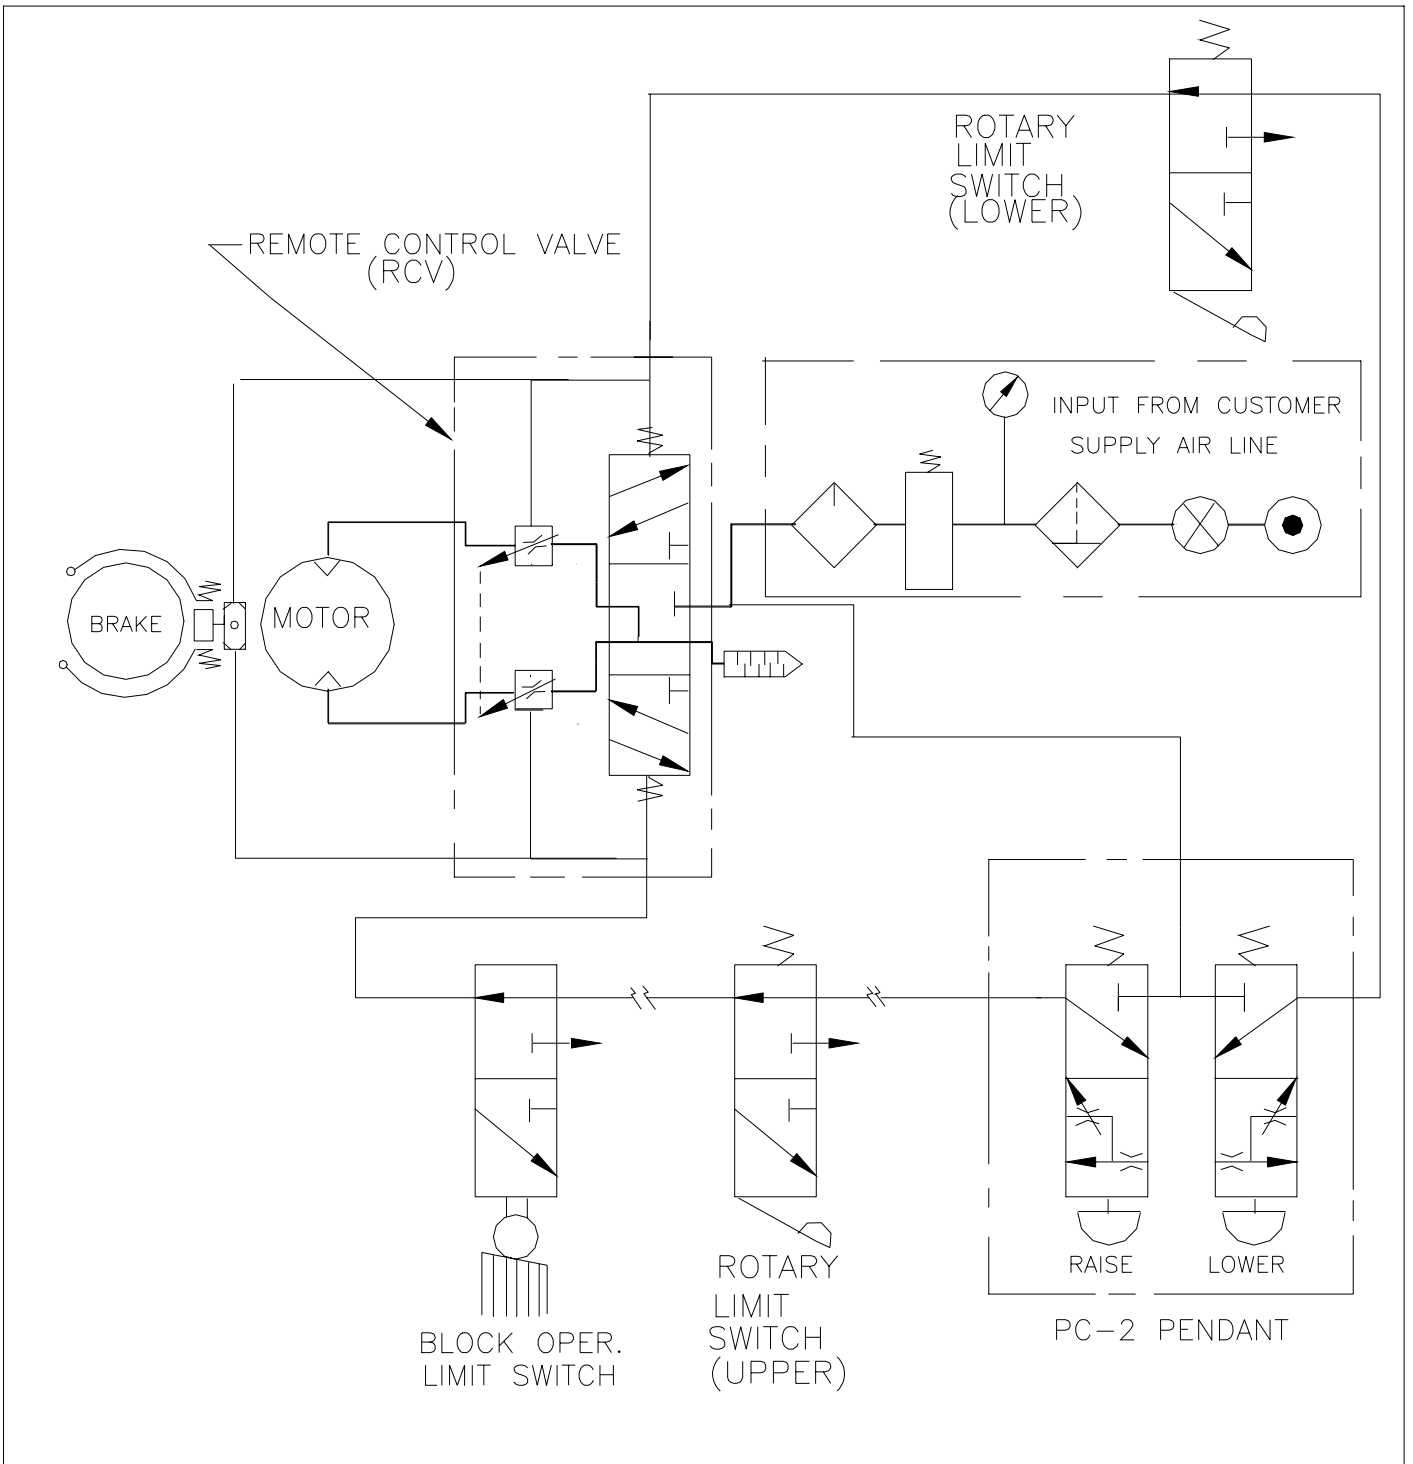 ROTARY
LIMIT
SWITCH
(LOWER)
REMOTE CONTROL VALVE
(RCV)
INPUT FROM CUSTOMER
SUPPLY AIR LINE
BRAKE
MOTOR
RAISE
LOWER
PC-2 PENDANT
ROTARY
LIMIT
SWITCH
(UPPER)
BLOCK OPER.
LIMIT SWITCH